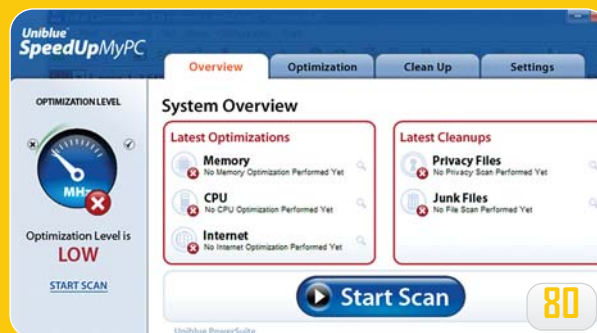 Uniblue
SpeedUpMyPC
Overview
Optimization
Clean Up
Settings
OPTIMIZATION LEVEL
MHz
Optimization Level is
LOW
START SCAN
System Overview
Latest Optimizations
Memory
No Memory Optimization Performed Yet
CPU
No CPU Optimization Performed Yet
Internet
No Internet Optimization Performed Yet
Latest Cleanups
Privacy Files
No Privacy Scan Performed Yet
Junk Files
No File Scan Performed Yet
Start Scan
Uniblue PowerSuite
80